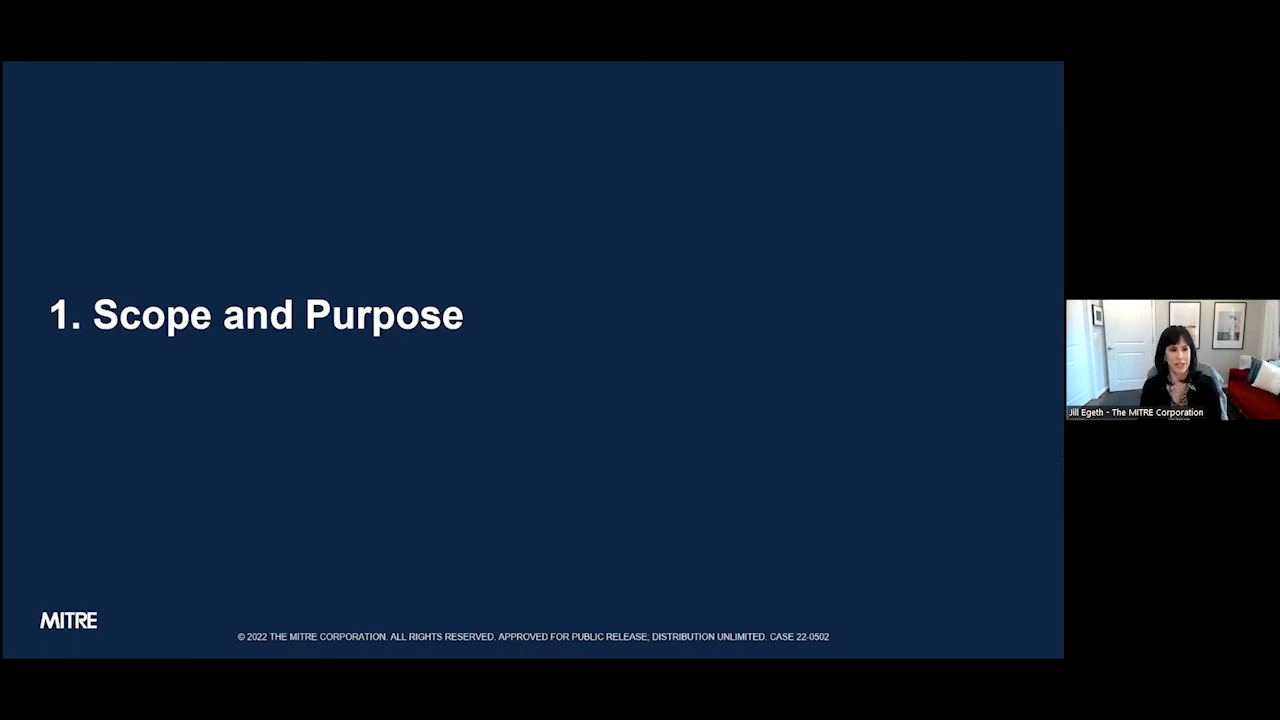 1. Scope and Purpose
Jill Egeth - The MITRE Corporation
MITRE
© 2022 THE MITRE CORPORATION. ALL RIGHTS RESERVED. APPROVED FOR PUBLIC RELEASE; DISTRIBUTION UNLIMITED. CASE 22-0502